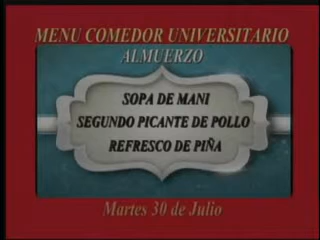 MENU COMEDOR UNIVERSITARIO
ALMUERZO
SOPA DE MANI
SEGUNDO PICANTE DE POLLO
REFRESCO DE PIÑA
Martes 30 de Julio